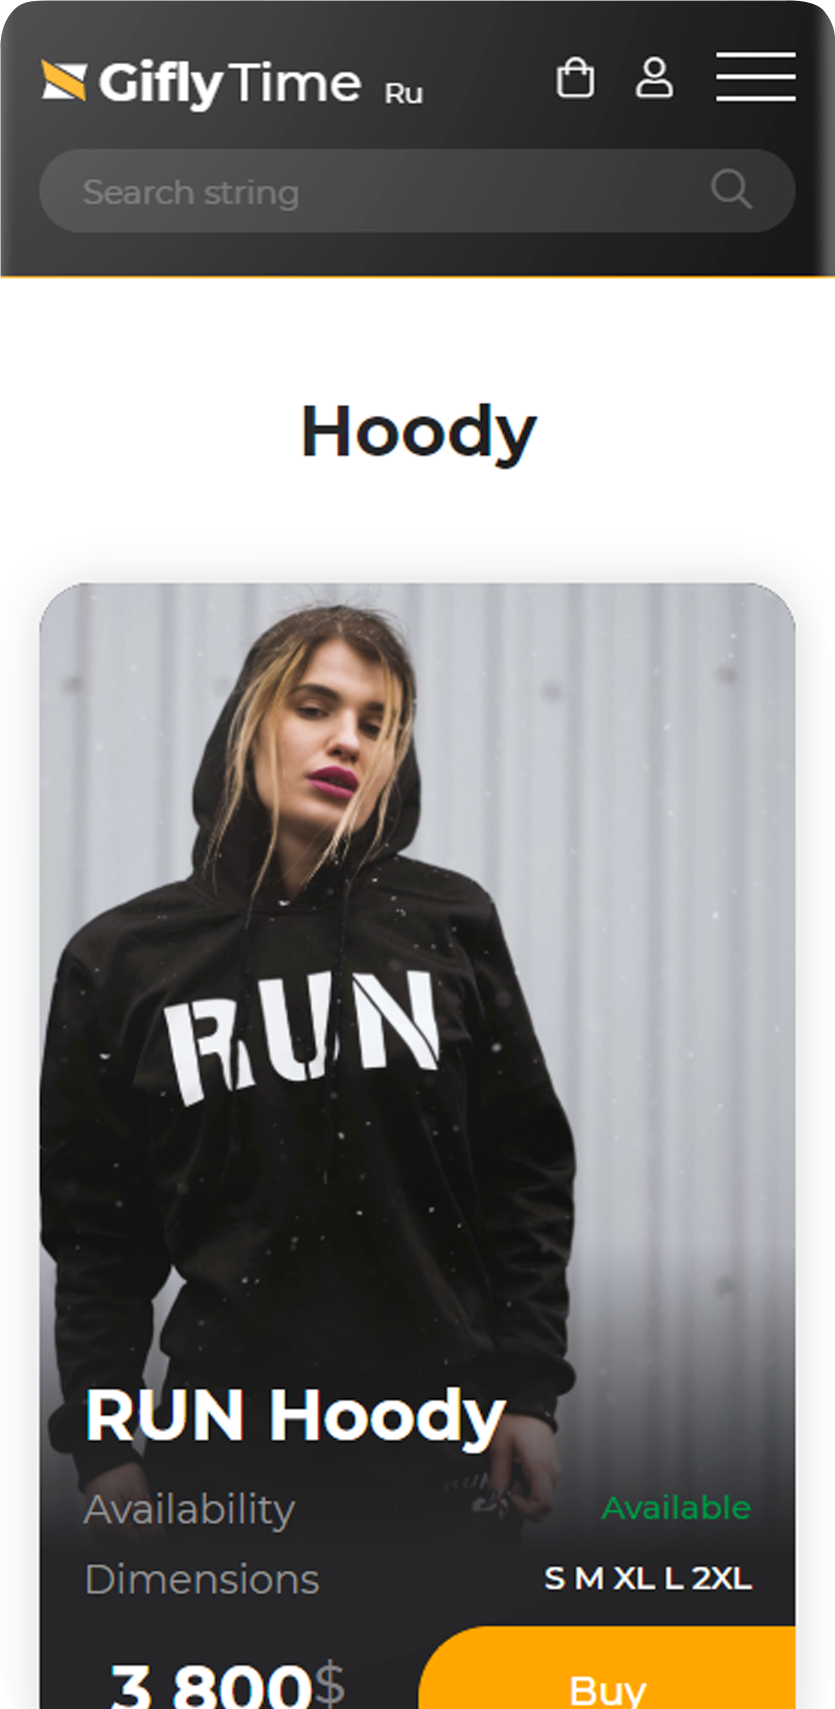 GiflyTime Ru
Search string
Hoody
RUN
RUN Hoody
Availability Available
Dimensions S M XL L 2XL
3 800$ Buy